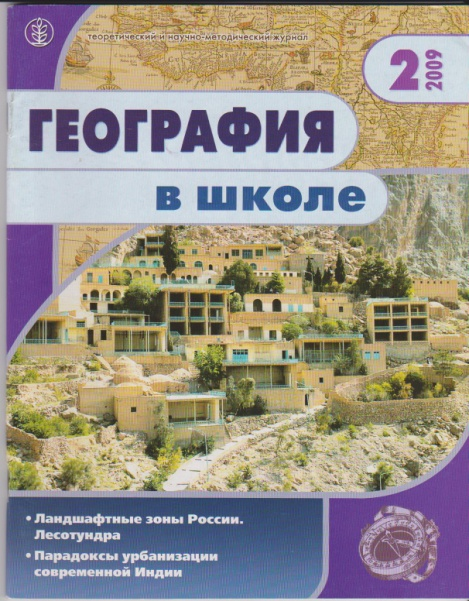 теоретический и научно-методический журнал
2
2009
ГЕОГРАФИЯ
в школе
• Ландшафтные зоны России.
Лесотундра
• Парадоксы урбанизации
современной Индии